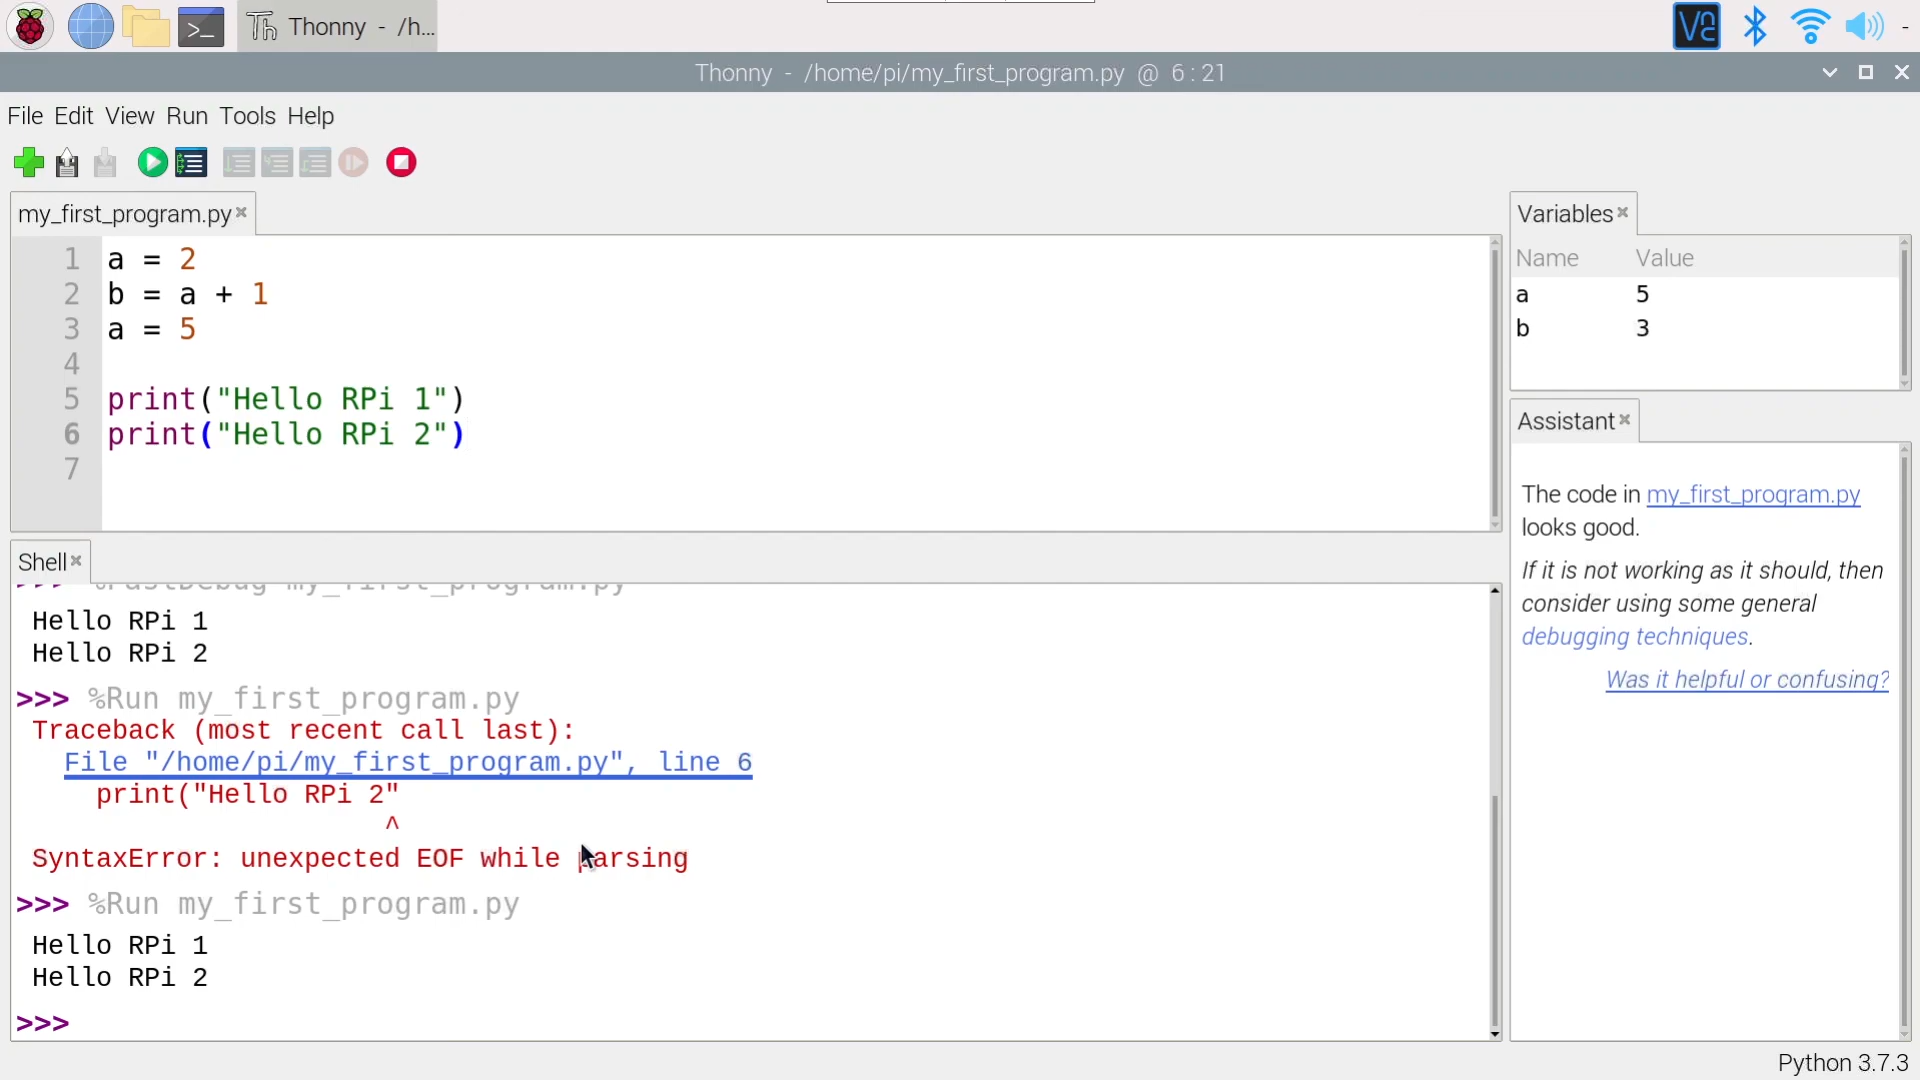 Thonny - /h...
Thonny - /home/pi/my_first_program.py @ 6 : 21
File Edit View Run Tools Help
my_first_program.py
1 a = 2
2 b = a + 1
3 a = 5
4
5 print("Hello RPi 1")
6 print("Hello RPi 2")
7
Variables
Name Value
a 5
b 3
Assistant
The code in my_first_program.py
looks good.
If it is not working as it should, then
consider using some general
debugging techniques.
Was it helpful or confusing?
Shell
>>> %FastDebug my_first_program.py
Hello RPi 1
Hello RPi 2
>>> %Run my_first_program.py
Traceback (most recent call last):
File "/home/pi/my_first_program.py", line 6
print("Hello RPi 2"
^
SyntaxError: unexpected EOF while parsing
>>> %Run my_first_program.py
Hello RPi 1
Hello RPi 2
>>>
Python 3.7.3